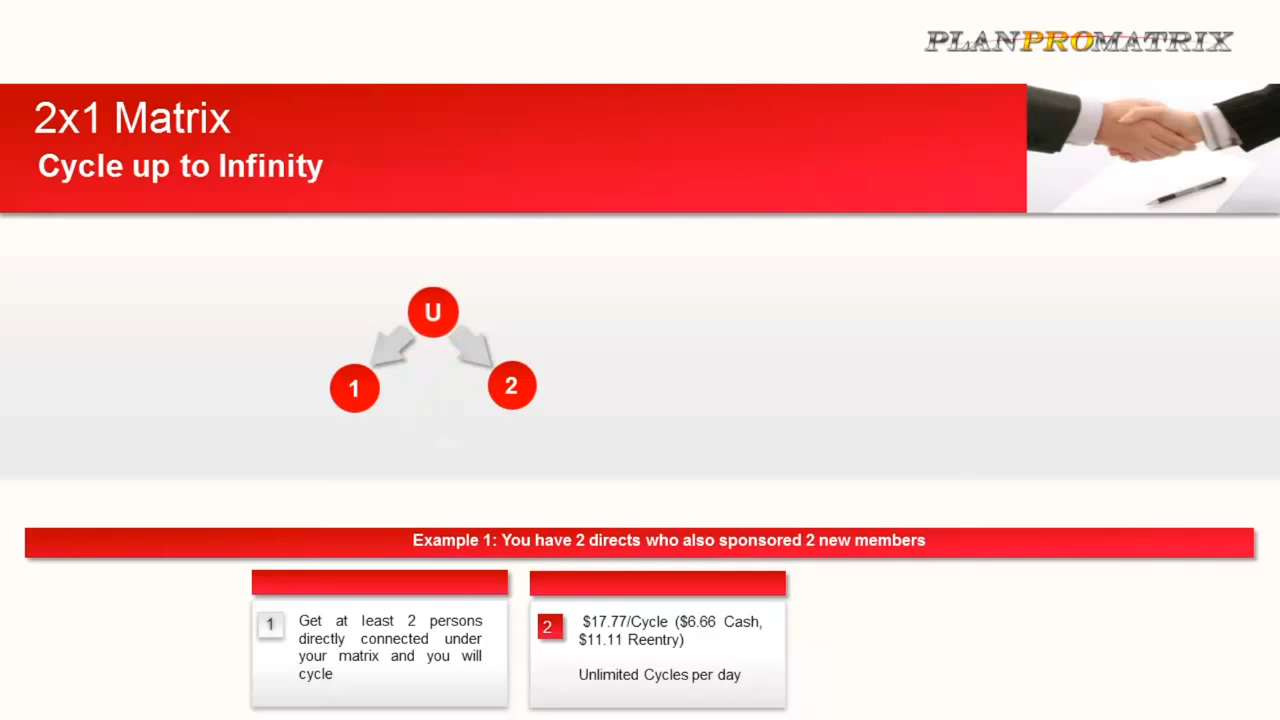 PLANPROMATRIX
2x1 Matrix
Cycle up to Infinity
U
1
2
Example 1: You have 2 directs who also sponsored 2 new members
1
Get at least 2 persons
directly connected under
your matrix and you will
cycle
2
$17.77/Cycle ($6.66 Cash,
$11.11 Reentry)
Unlimited Cycles per day